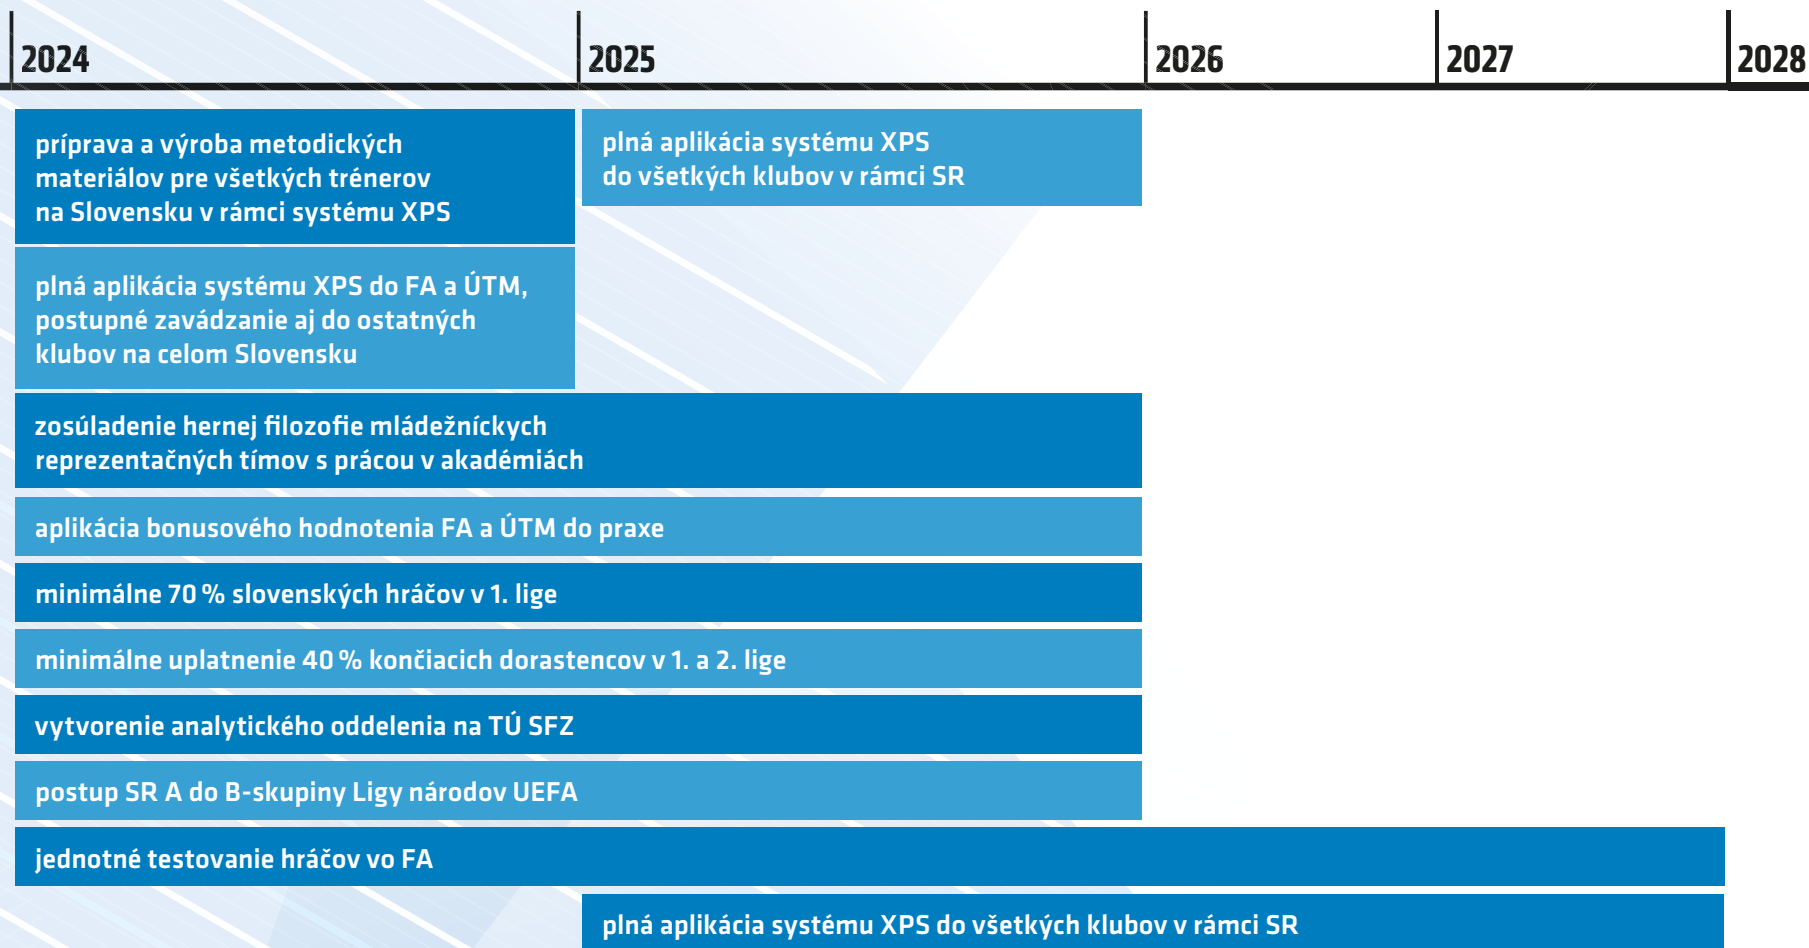 2024 2025 2026 2027 2028
príprava a výroba metodických
materiálov pre všetkých trénerov
na Slovensku v rámci systému XPS
plná aplikácia systému XPS
do všetkých klubov v rámci SR
plná aplikácia systému XPS do FA a ÚTM,
postupné zavádzanie aj do ostatných
klubov na celom Slovensku
zosúladenie hernej filozofie mládežníckych
reprezentačných tímov s prácou v akadémiách
aplikácia bonusového hodnotenia FA a ÚTM do praxe
minimálne 70 % slovenských hráčov v 1. lige
minimálne uplatnenie 40 % končiacich dorastencov v 1. a 2. lige
vytvorenie analytického oddelenia na TÚ SFZ
postup SR A do B-skupiny Ligy národov UEFA
jednotné testovanie hráčov vo FA
plná aplikácia systému XPS do všetkých klubov v rámci SR